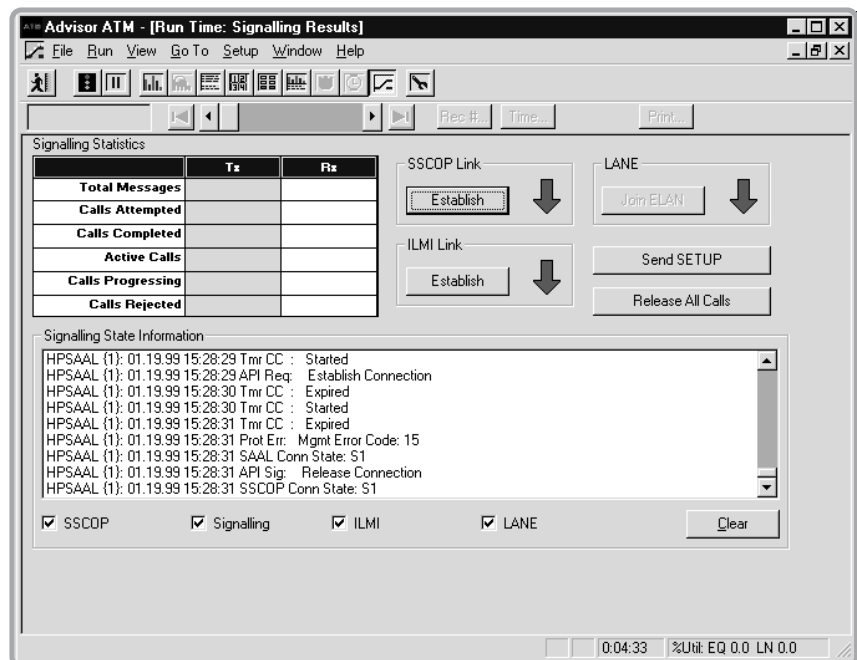 ATM Advisor ATM - [Run Time: Signalling Results]
File Run View Go To Setup Window Help
Rec #... Time... Print...
Signalling Statistics
Tx Rx
Total Messages
Calls Attempted
Calls Completed
Active Calls
Calls Progressing
Calls Rejected
SSCOP Link
Establish
LANE
Join ELAN
ILMI Link
Establish
Send SETUP
Release All Calls
Signalling State Information
HPSAAL {1}: 01.19.99 15:28:29 Tmr CC : Started
HPSAAL {1}: 01.19.99 15:28:29 API Req: Establish Connection
HPSAAL {1}: 01.19.99 15:28:30 Tmr CC : Expired
HPSAAL {1}: 01.19.99 15:28:30 Tmr CC : Started
HPSAAL {1}: 01.19.99 15:28:31 Tmr CC : Expired
HPSAAL {1}: 01.19.99 15:28:31 Prot Err: Mgmt Error Code: 15
HPSAAL {1}: 01.19.99 15:28:31 SAAL Conn State: S1
HPSAAL {1}: 01.19.99 15:28:31 API Sig: Release Connection
HPSAAL {1}: 01.19.99 15:28:31 SSCOP Conn State: S1
SSCOP Signalling ILMI LANE Clear
0:04:33 %Util: EQ 0.0 LN 0.0